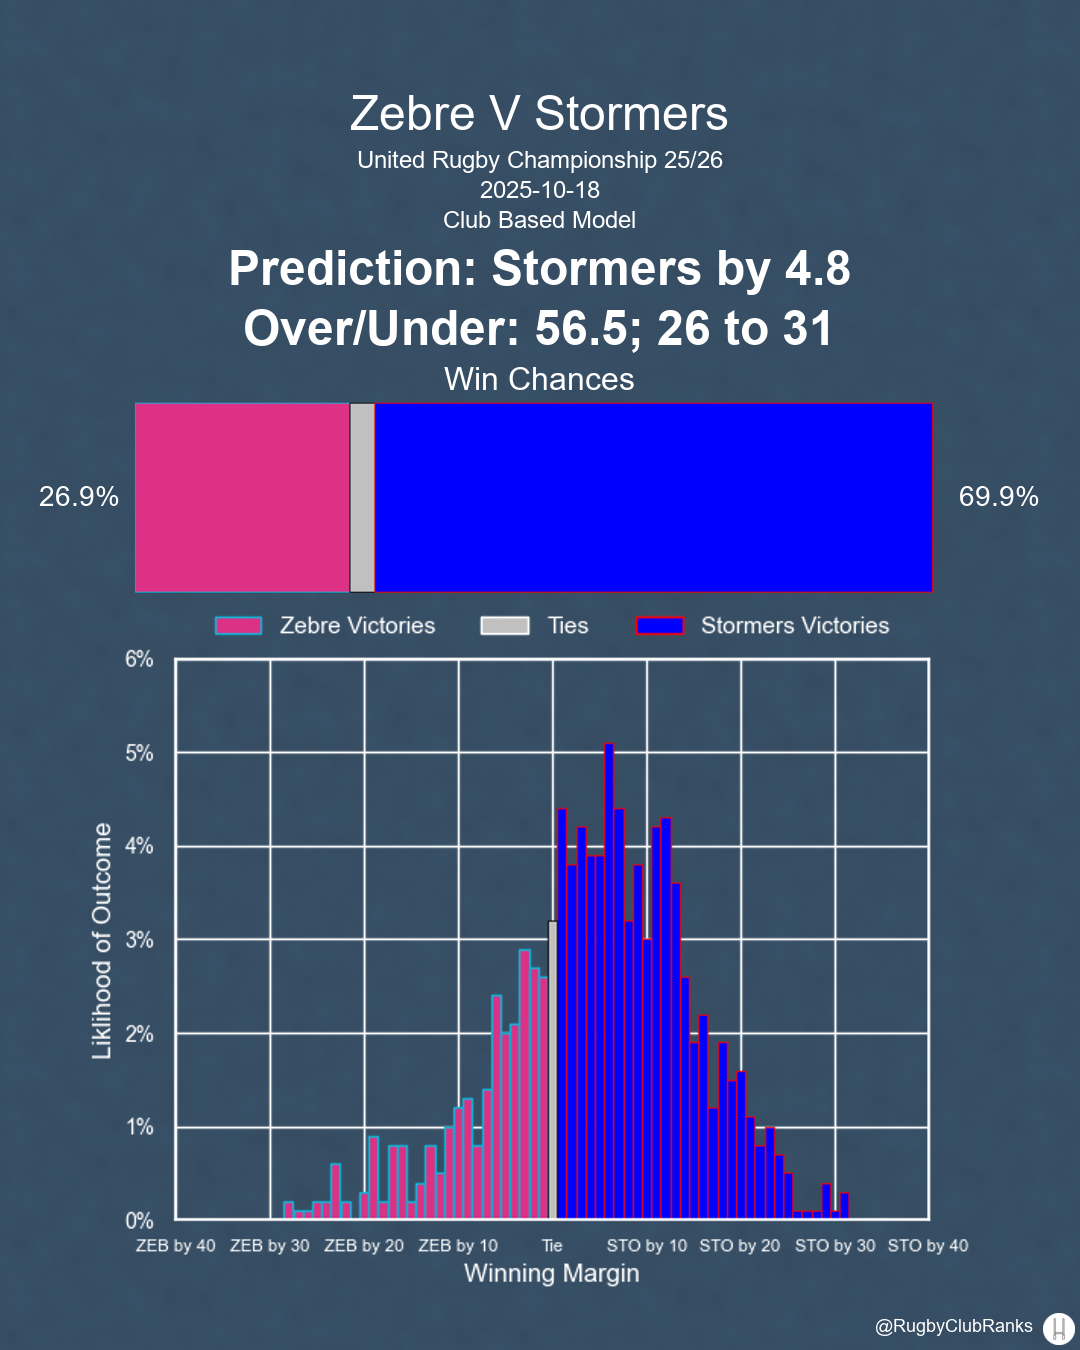 Zebre V Stormers
United Rugby Championship 25/26
2025-10-18
Club Based Model
Prediction: Stormers by 4.8
Over/Under: 56.5; 26 to 31
Win Chances
26.9%
69.9%
Zebre Victories
Ties
Stormers Victories
6%
5%
4%
3%
2%
1%
0%
Liklihood of Outcome
ZEB by 40
ZEB by 30
ZEB by 20
ZEB by 10
Tie
STO by 10
STO by 20
STO by 30
STO by 40
Winning Margin
@RugbyClubRanks